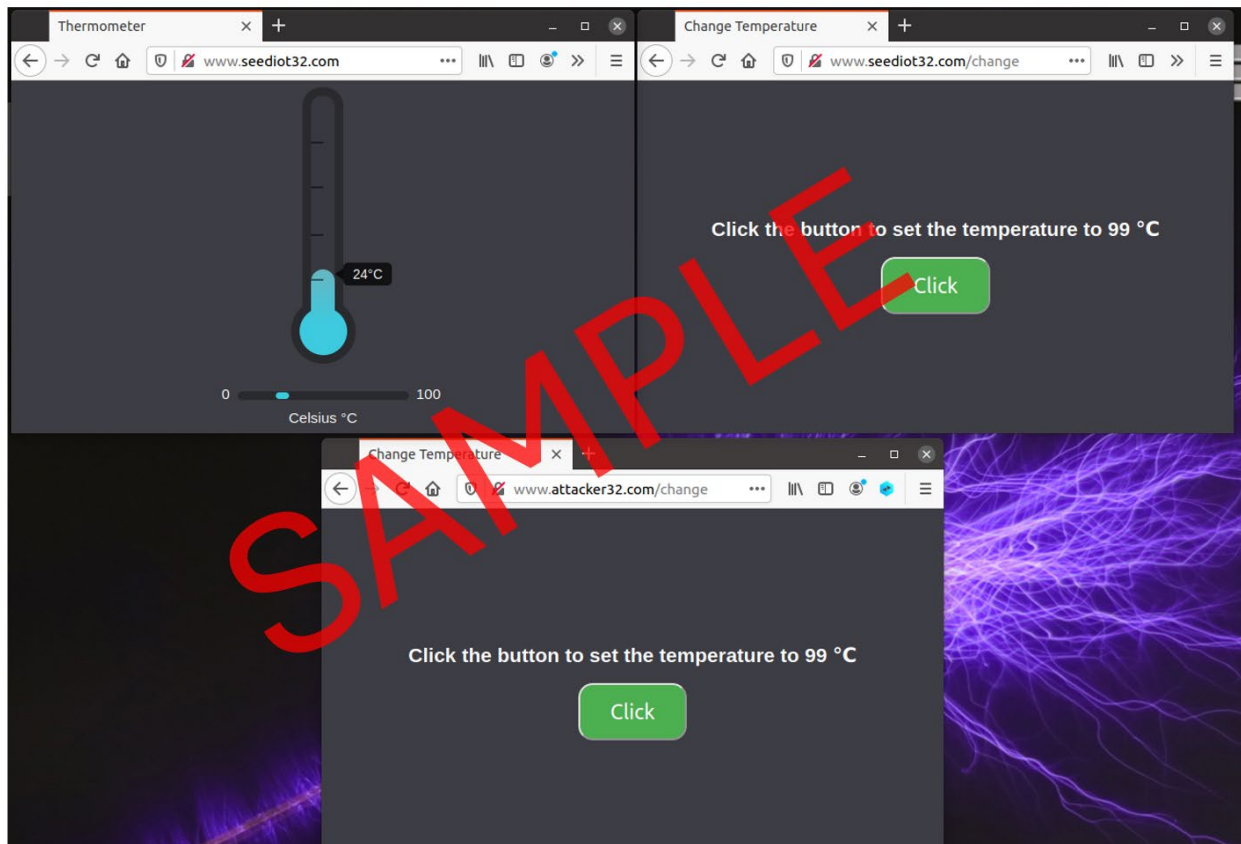 Thermometer
www.seediot32.com
24°C
0 100
Celsius °C
Change Temperature
www.seediot32.com/change
Click the button to set the temperature to 99 °C
Click
Change Temperature
www.attacker32.com/change
Click the button to set the temperature to 99 °C
Click
SAMPLE